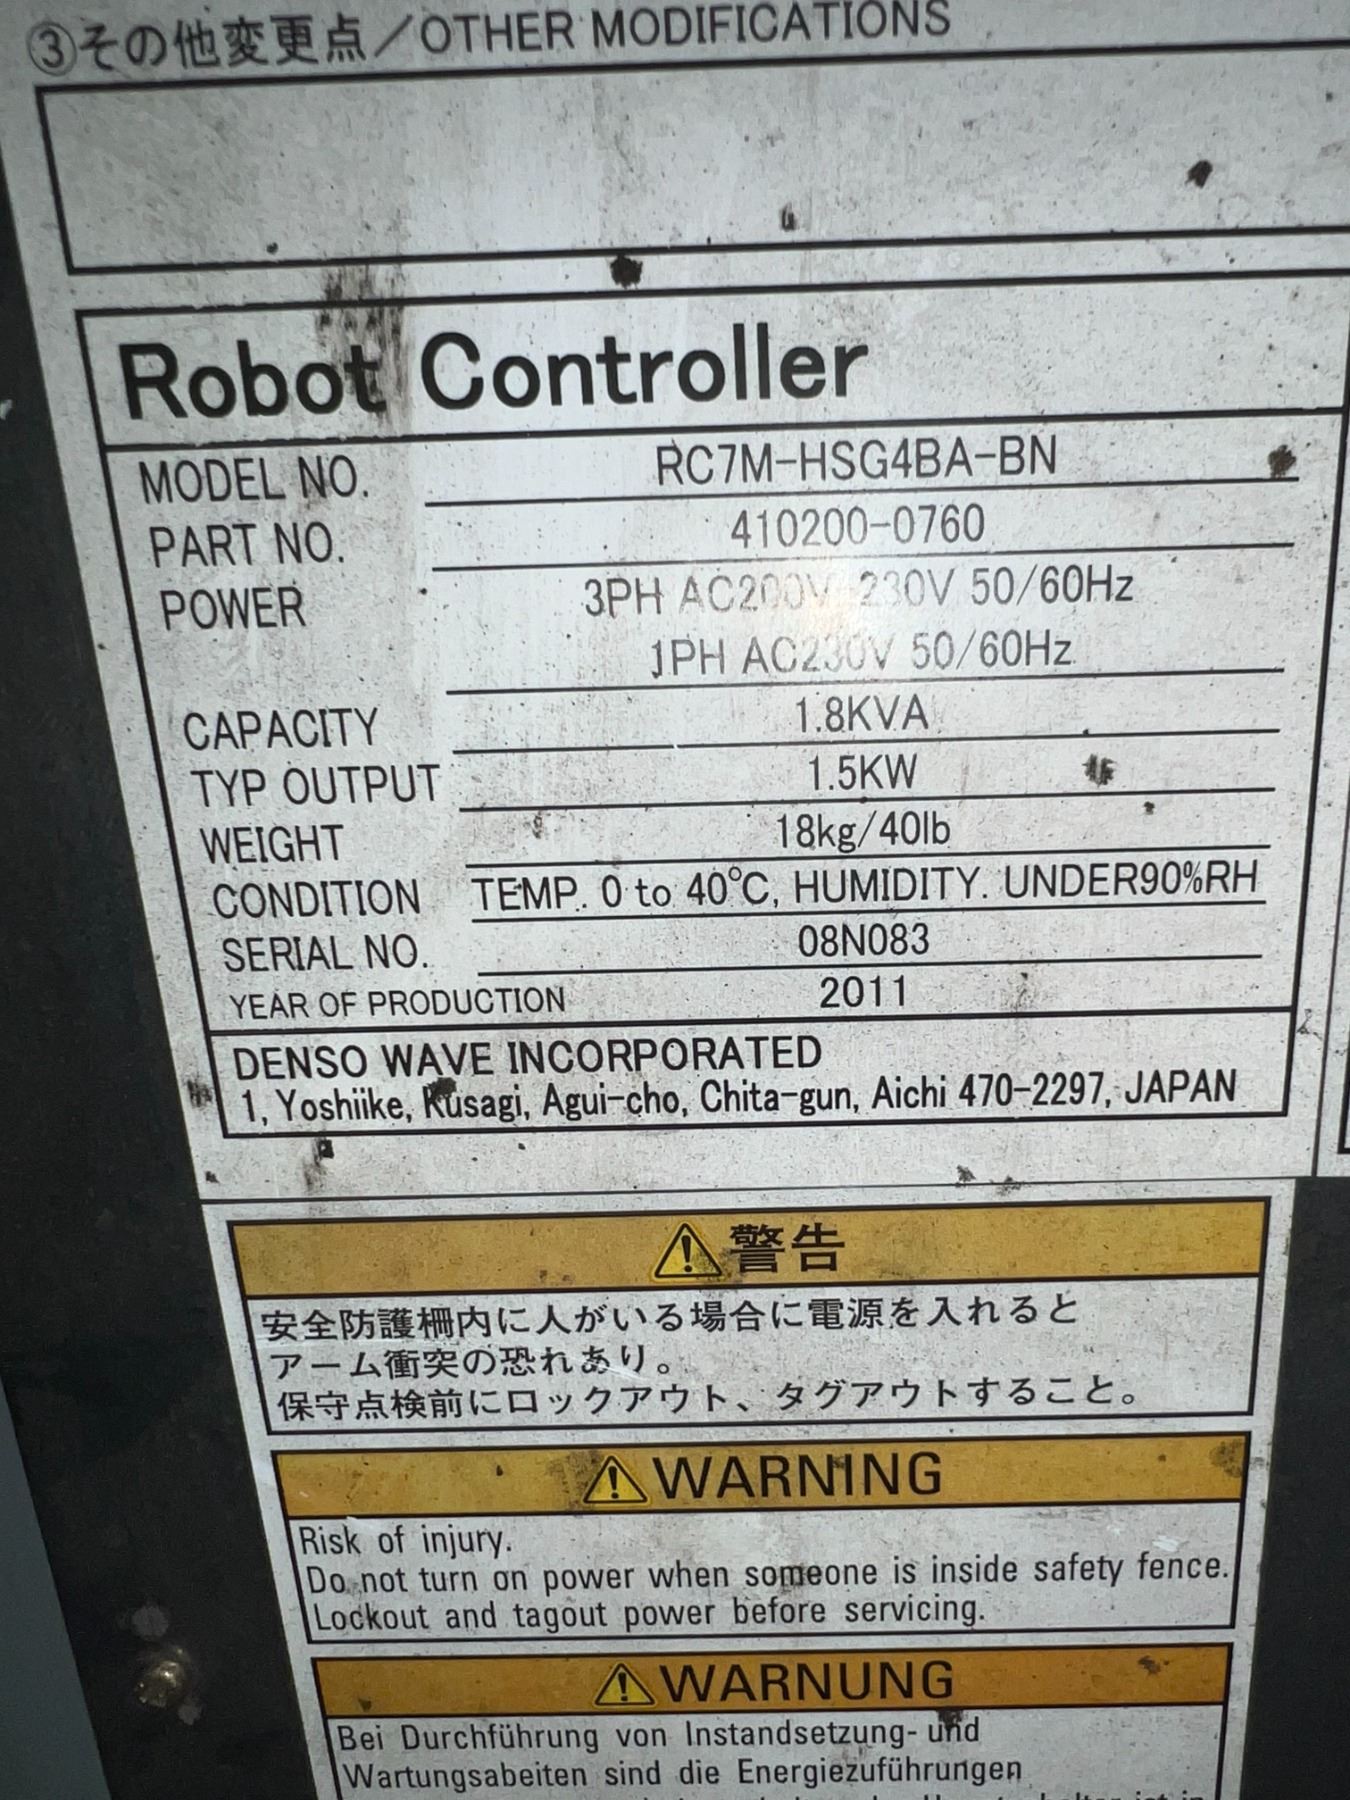 ③その他変更点／OTHER MODIFICATIONS
Robot Controller
MODEL NO. RC7M-HSG4BA-BN
PART NO. 410200-0760
POWER 3PH AC200V-230V 50/60Hz
1PH AC230V 50/60Hz
CAPACITY 1.8KVA
TYP OUTPUT 1.5KW
WEIGHT 18kg/40lb
CONDITION TEMP. 0 to 40℃, HUMIDITY. UNDER90%RH
SERIAL NO. 08N083
YEAR OF PRODUCTION 2011
DENSO WAVE INCORPORATED
1, Yoshiike, Kusagi, Agui-cho, Chita-gun, Aichi 470-2297, JAPAN
警告
安全防護柵内に人がいる場合に電源を入れると
アーム衝突の恐れあり。
保守点検前にロックアウト、タグアウトすること。
WARNING
Risk of injury.
Do not turn on power when someone is inside safety fence.
Lockout and tagout power before servicing.
WARNUNG
Bei Durchführung von Instandsetzung- und
Wartungsabeiten sind die Energiezuführungen